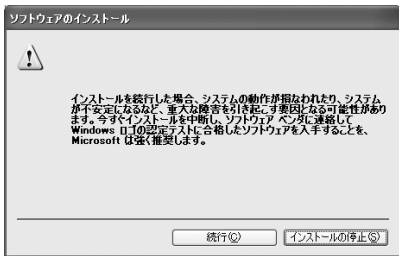 ソフトウェアのインストール
インストールを続行した場合、システムの動作が損なわれたり、システム
が不安定になるなど、重大な障害を引き起こす要因となる可能性があり
ます。今すぐインストールを中断し、ソフトウェア ベンダに連絡して
Windows ロゴの認定テストに合格したソフトウェアを入手することを、
Microsoft は強く推奨します。
続行(C)
インストールの停止(S)